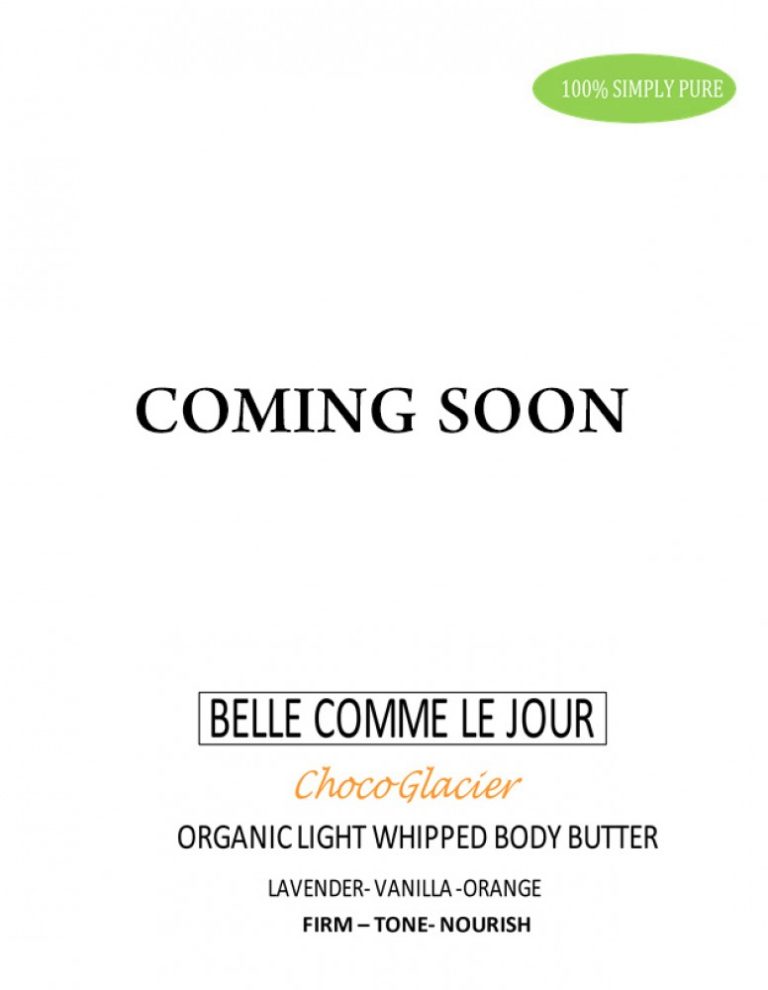 100% SIMPLY PURE
COMING SOON
BELLE COMME LE JOUR
ChocoGlacier
ORGANIC LIGHT WHIPPED BODY BUTTER
LAVENDER- VANILLA -ORANGE
FIRM – TONE- NOURISH